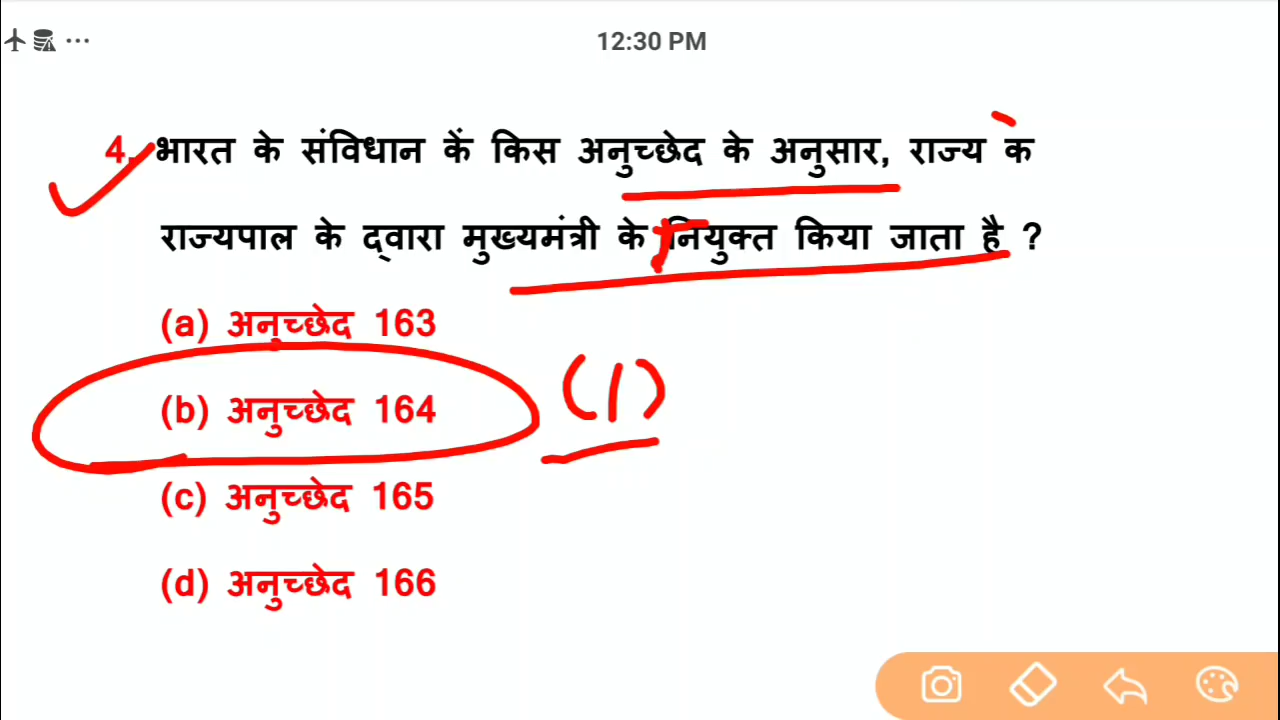 12:30 PM
4. भारत के संविधान कें किस अनुच्छेद के अनुसार, राज्य के
राज्यपाल के द्वारा मुख्यमंत्री के नियुक्त किया जाता है ?
(a) अनुच्छेद 163
(b) अनुच्छेद 164 (1)
(c) अनुच्छेद 165
(d) अनुच्छेद 166